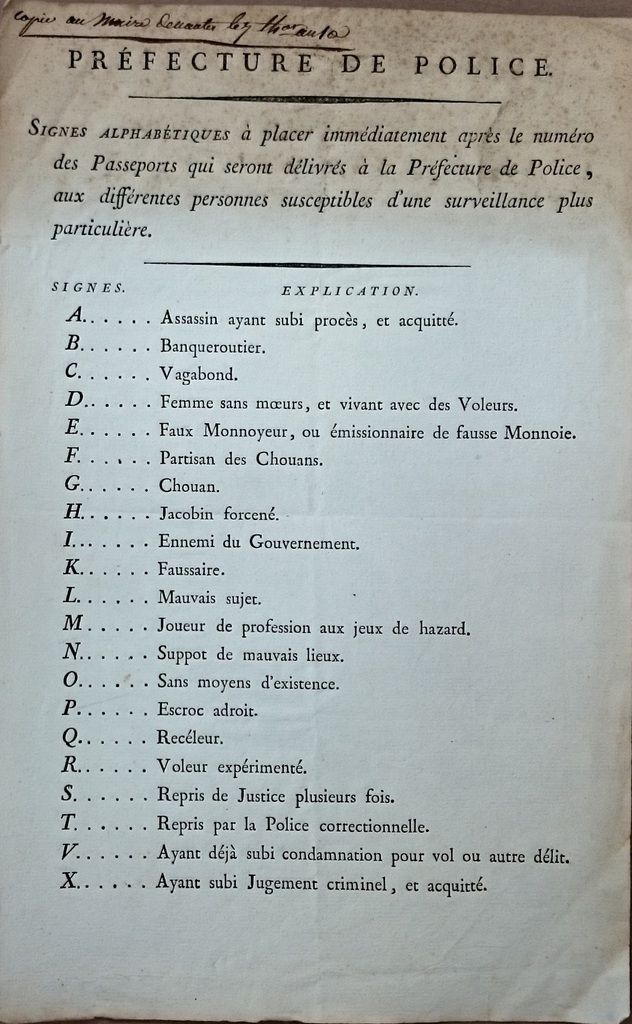 copie au Maire
PRÉFECTURE DE POLICE.
SIGNES ALPHABÉTIQUES à placer immédiatement après le numéro
des Passeports qui seront délivrés à la Préfecture de Police,
aux différentes personnes susceptibles d'une surveillance plus
particulière.
SIGNES. EXPLICATION.
A...... Assassin ayant subi procès, et acquitté.
B...... Banqueroutier.
C...... Vagabond.
D...... Femme sans mœurs, et vivant avec des Voleurs.
E...... Faux Monnoyeur, ou émissionnaire de fausse Monnoie.
F...... Partisan des Chouans.
G...... Chouan.
H...... Jacobin forcené.
I....... Ennemi du Gouvernement.
K...... Faussaire.
L...... Mauvais sujet.
M..... Joueur de profession aux jeux de hazard.
N...... Suppot de mauvais lieux.
O...... Sans moyens d'existence.
P...... Escroc adroit.
Q...... Recéleur.
R...... Voleur expérimenté.
S...... Repris de Justice plusieurs fois.
T...... Repris par la Police correctionnelle.
V...... Ayant déjà subi condamnation pour vol ou autre délit.
X...... Ayant subi Jugement criminel, et acquitté.